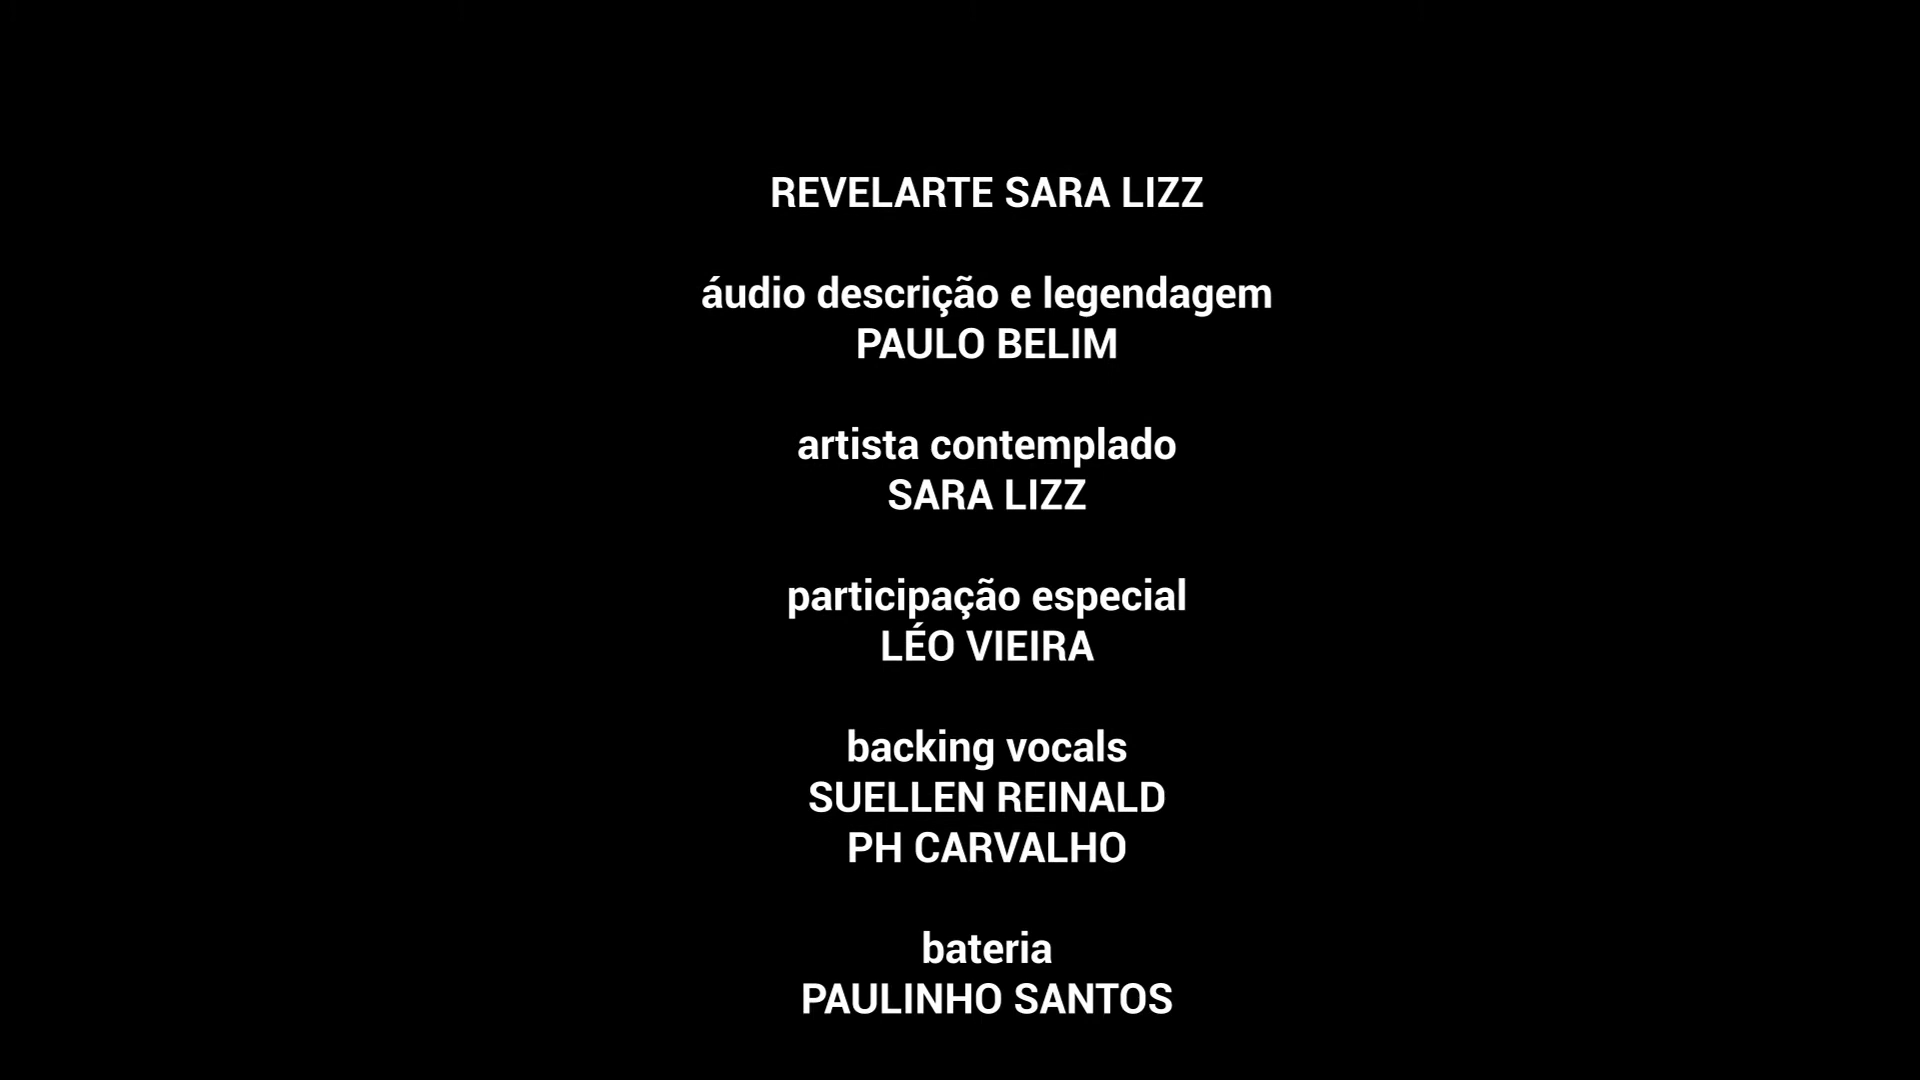 REVELARTE SARA LIZZ
áudio descrição e legendagem
PAULO BELIM
artista contemplado
SARA LIZZ
participação especial
LÉO VIEIRA
backing vocals
SUELLEN REINALD
PH CARVALHO
bateria
PAULINHO SANTOS